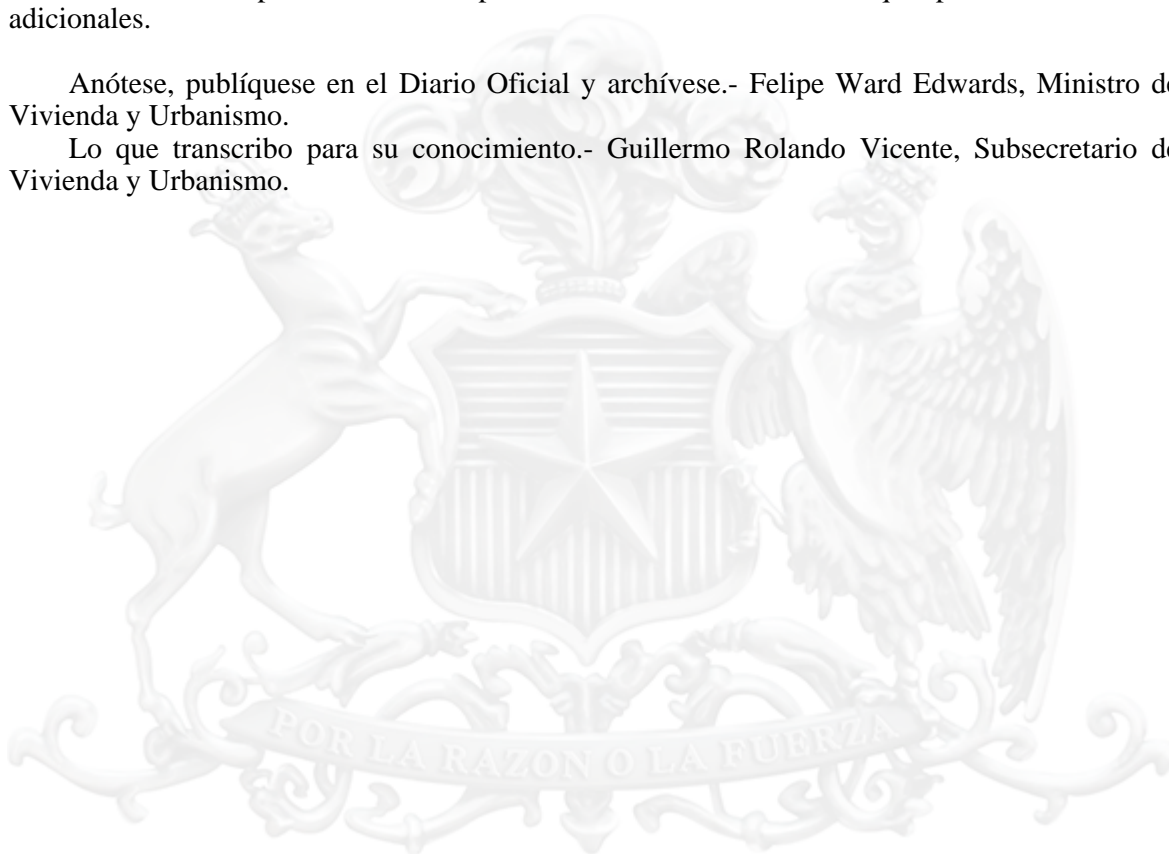 adicionales.
Anótese, publíquese en el Diario Oficial y archívese.- Felipe Ward Edwards, Ministro de
Vivienda y Urbanismo.
Lo que transcribo para su conocimiento.- Guillermo Rolando Vicente, Subsecretario de
Vivienda y Urbanismo.
POR LA RAZON O LA FUERZA